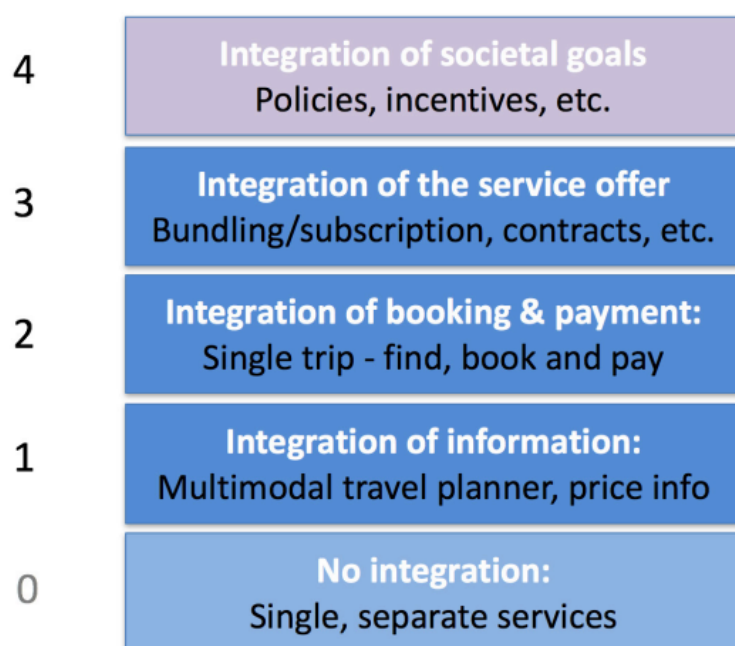 4
Integration of societal goals
Policies, incentives, etc.
3
Integration of the service offer
Bundling/subscription, contracts, etc.
2
Integration of booking & payment:
Single trip - find, book and pay
1
Integration of information:
Multimodal travel planner, price info
0
No integration:
Single, separate services